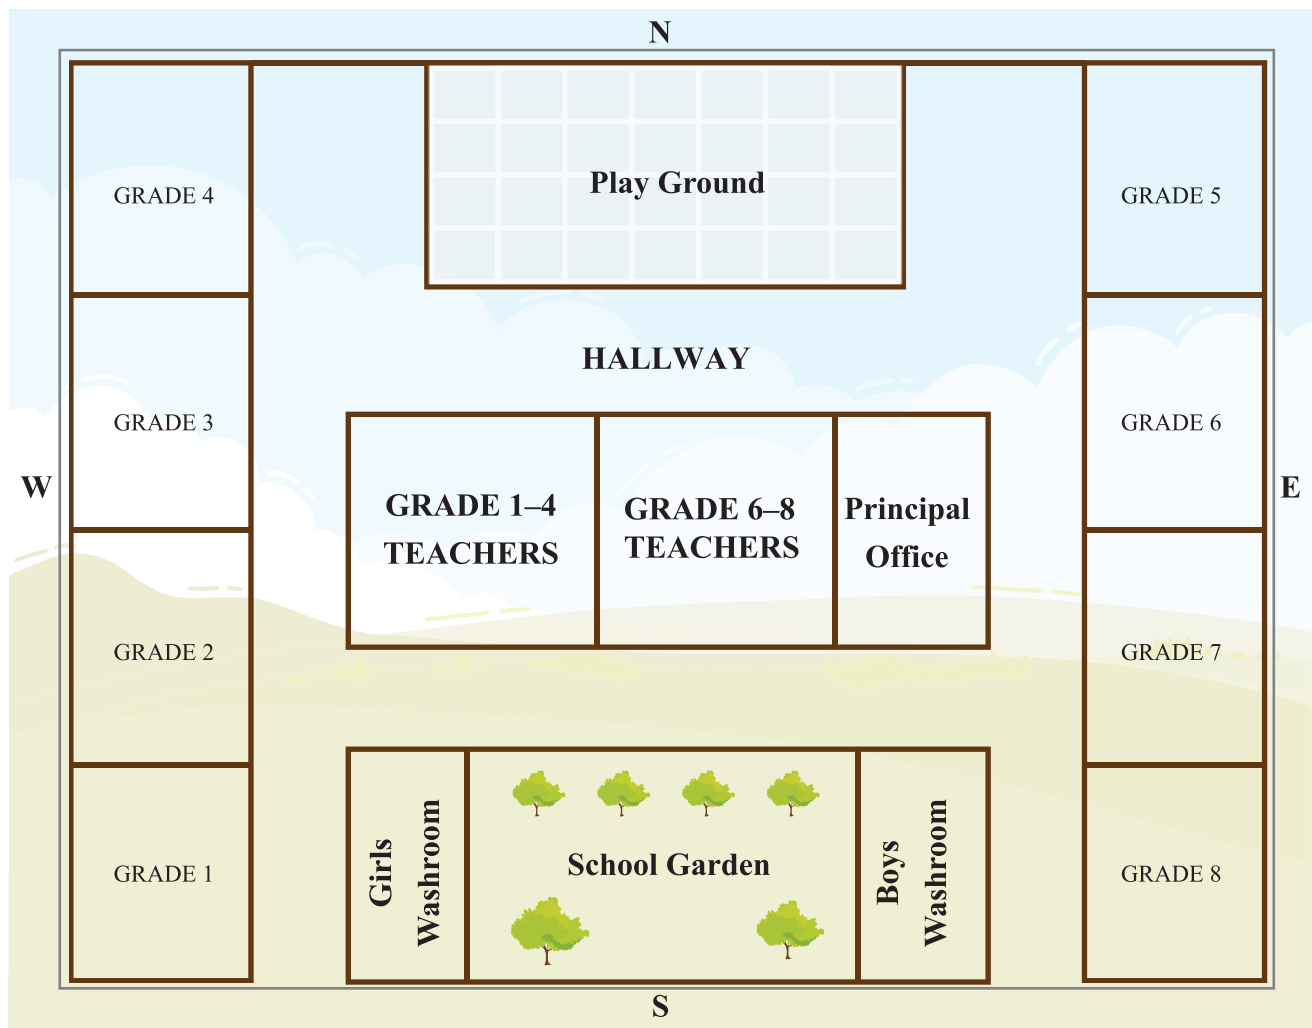 N
GRADE 4
Play Ground
GRADE 5
HALLWAY
GRADE 3
GRADE 6
W
E
GRADE 1–4
TEACHERS
GRADE 6–8
TEACHERS
Principal
Office
GRADE 2
GRADE 7
GRADE 1
Girls
Washroom
School Garden
Boys
Washroom
GRADE 8
S